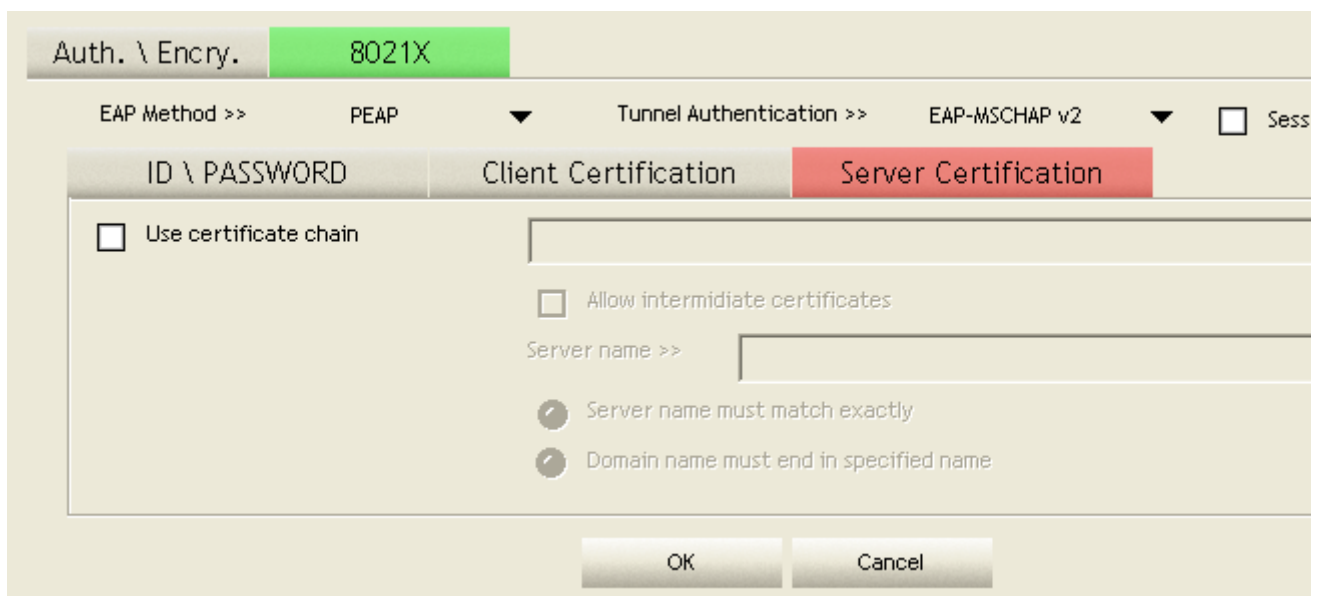 Auth. \ Encry. 8021X
EAP Method >> PEAP Tunnel Authentication >> EAP-MSCHAP v2 Sess
ID \ PASSWORD Client Certification Server Certification
Use certificate chain
Allow intermidiate certificates
Server name >>
Server name must match exactly
Domain name must end in specified name
OK Cancel